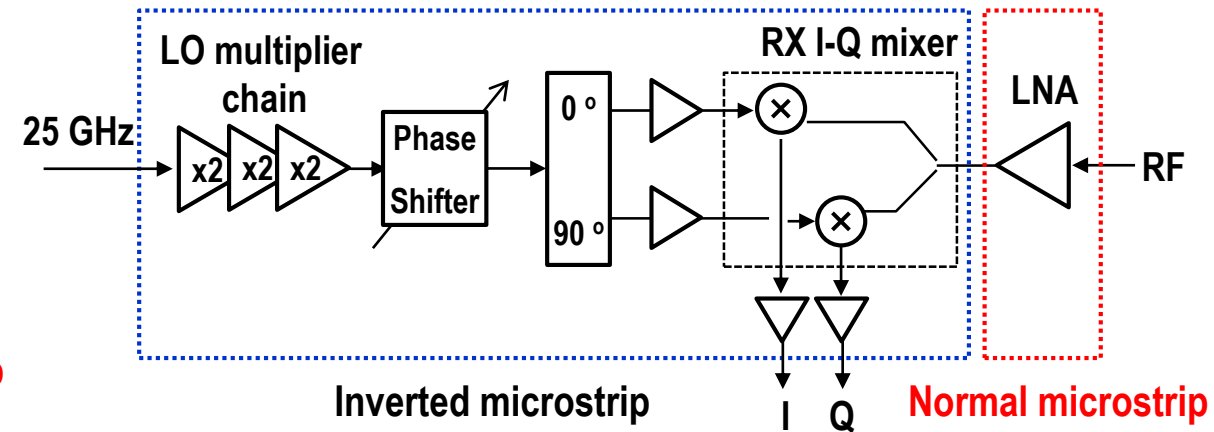 LO multiplier
chain
RX I-Q mixer
LNA
25 GHz
x2 x2 x2
Phase
Shifter
0 º
90 º
RF
Inverted microstrip
I Q
Normal microstrip